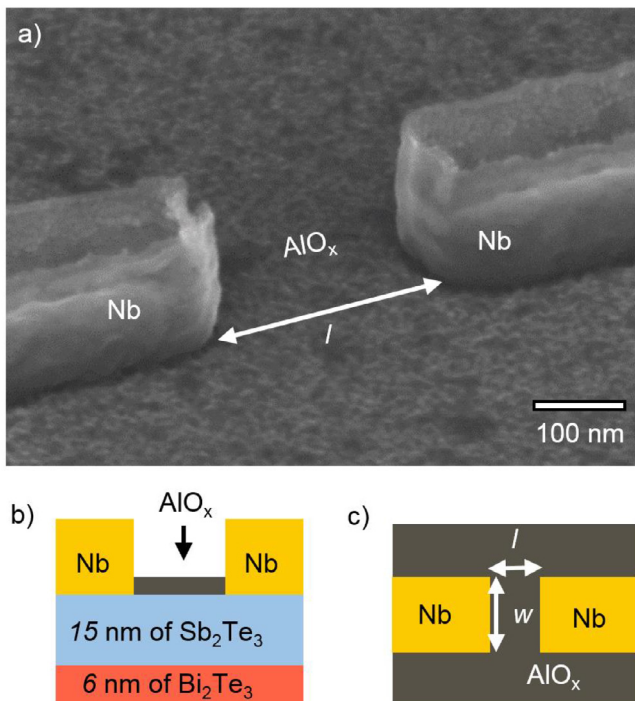 a)
AlOₓ
Nb
Nb
l
100 nm
b)
AlOₓ
Nb
Nb
15 nm of Sb₂Te₃
6 nm of Bi₂Te₃
c)
l
Nb
w
Nb
AlOₓ